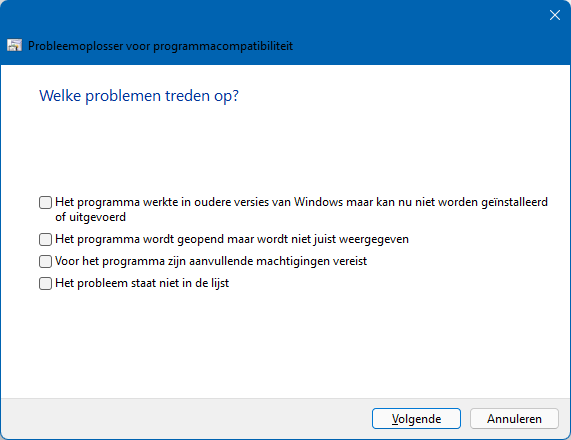 Probleemoplosser voor programmacompatibiliteit
Welke problemen treden op?
Het programma werkte in oudere versies van Windows maar kan nu niet worden geïnstalleerd
of uitgevoerd
Het programma wordt geopend maar wordt niet juist weergegeven
Voor het programma zijn aanvullende machtigingen vereist
Het probleem staat niet in de lijst
Volgende
Annuleren